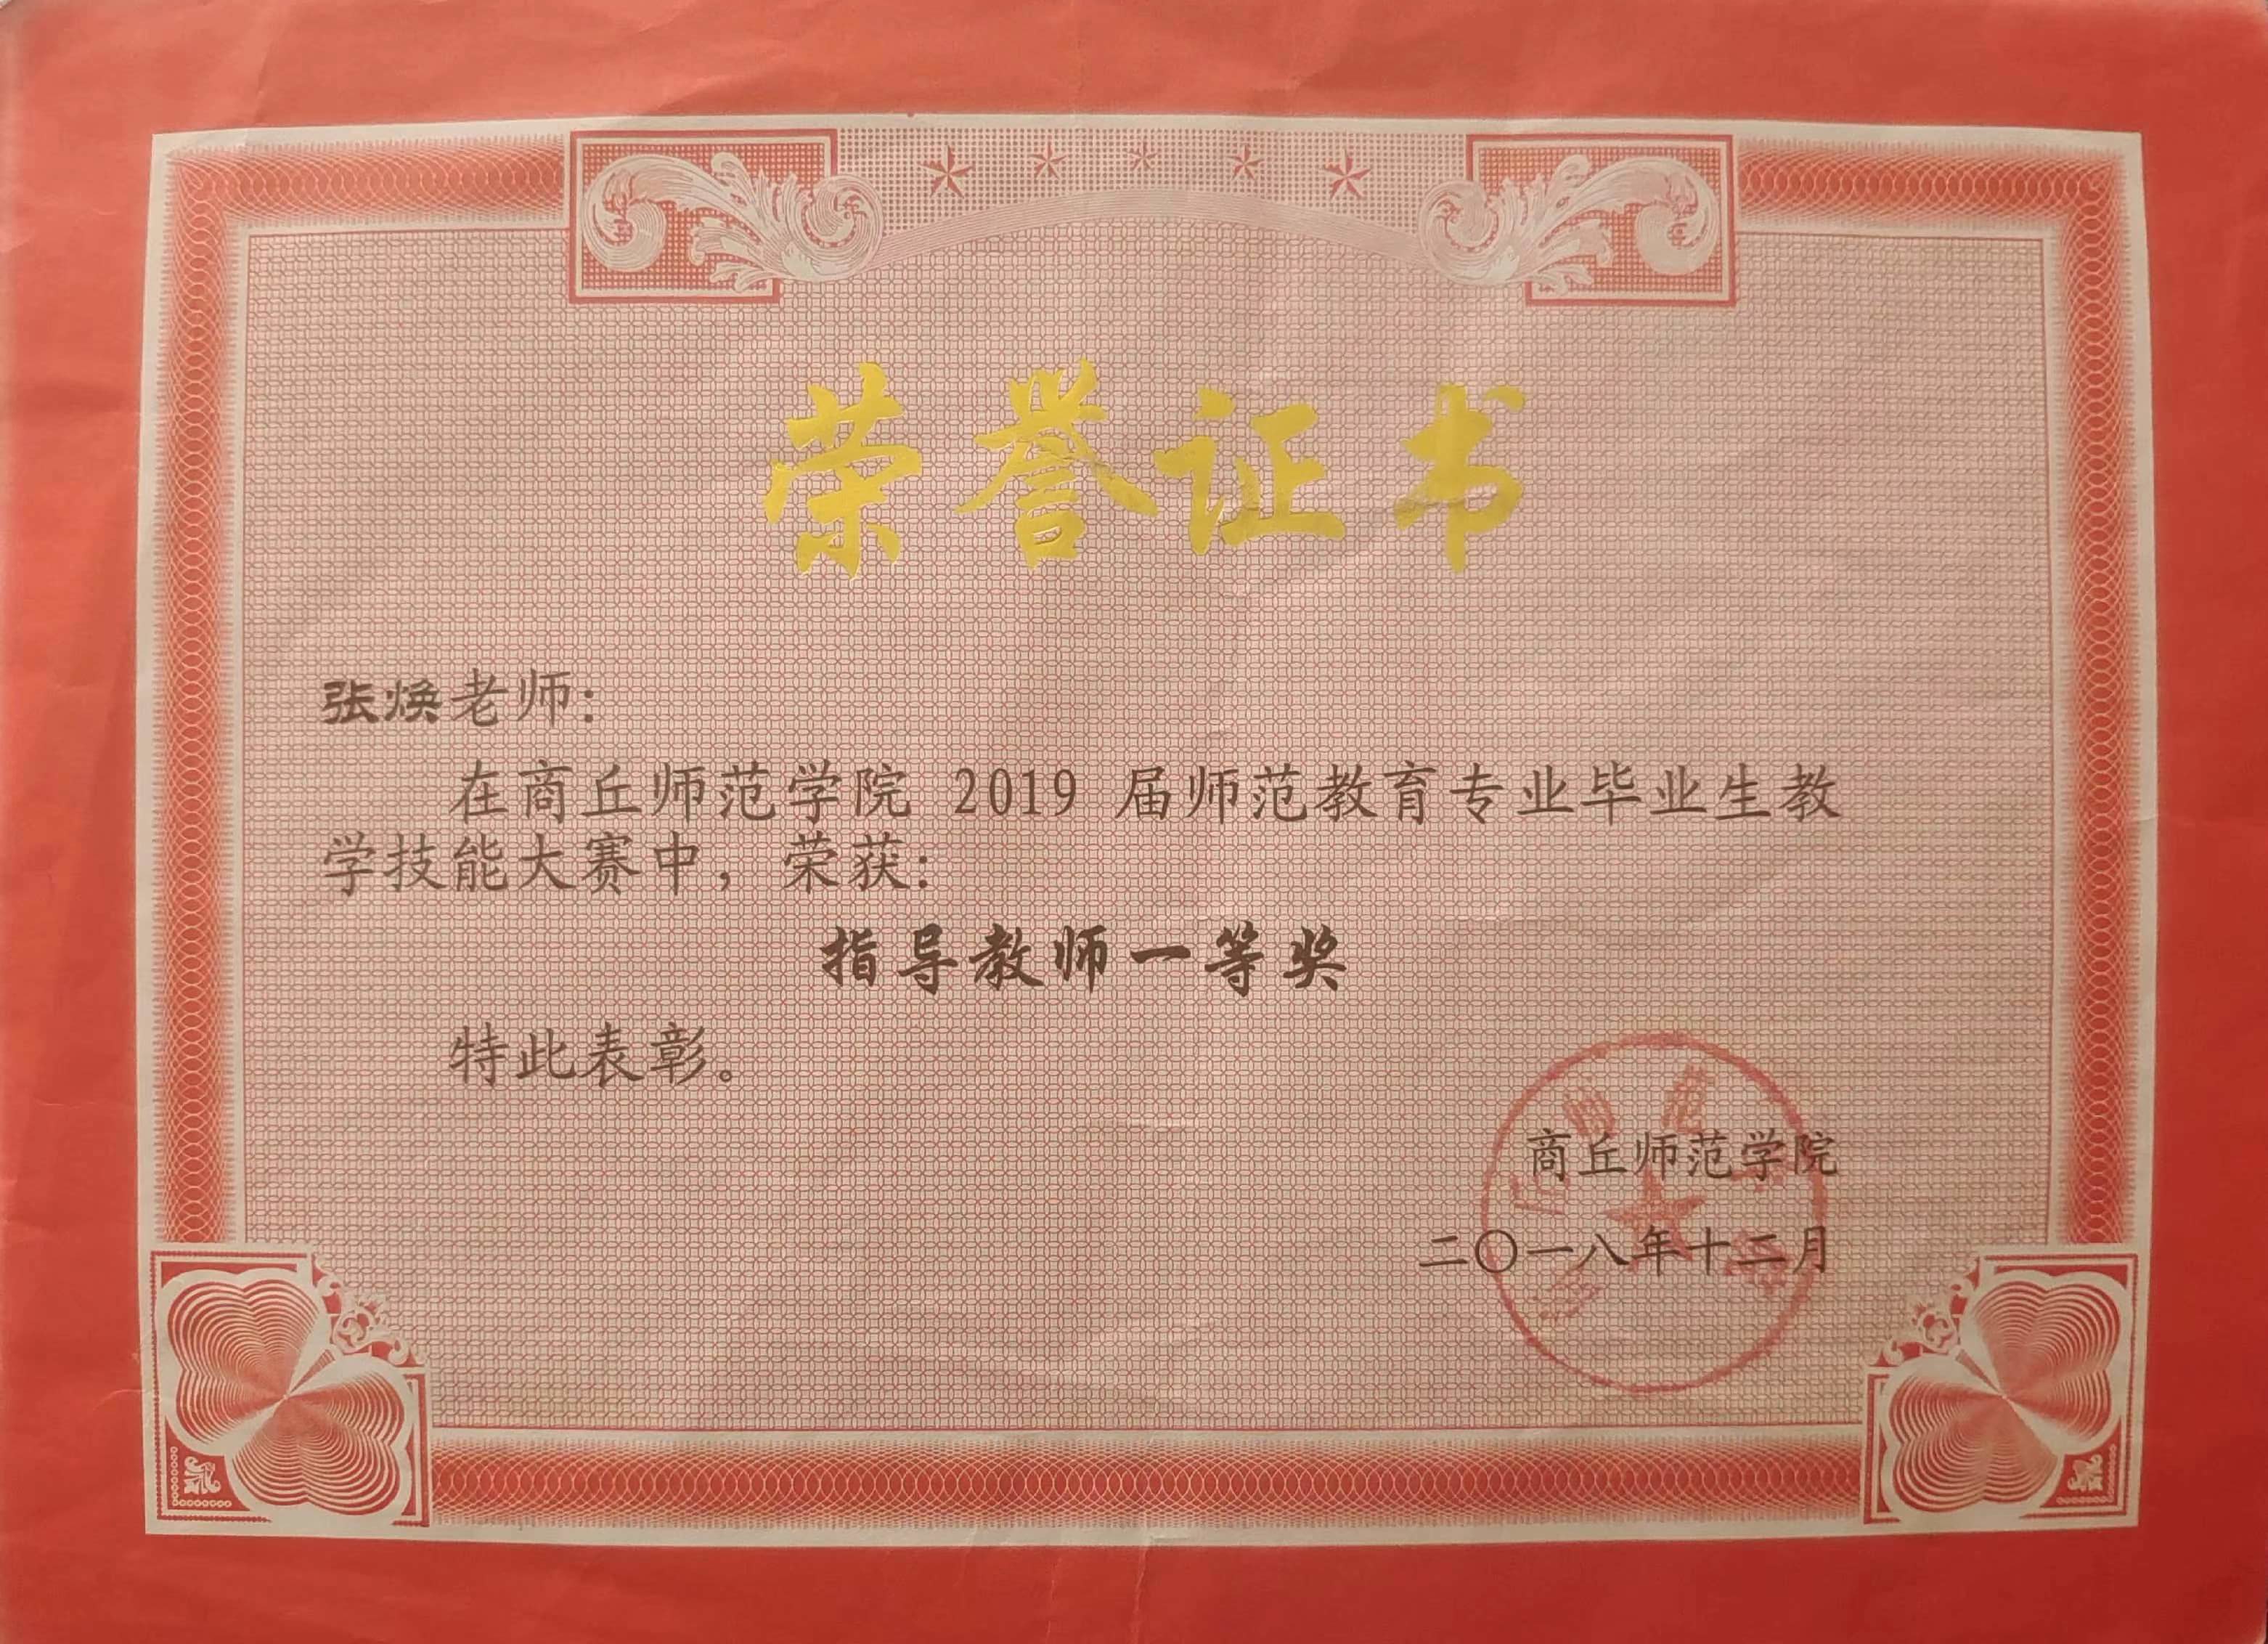 荣誉证书
张焕老师：
在商丘师范学院 2019 届师范教育专业毕业生教
学技能大赛中，荣获：
指导教师一等奖
特此表彰。
商丘师范学院
二〇一八年十二月